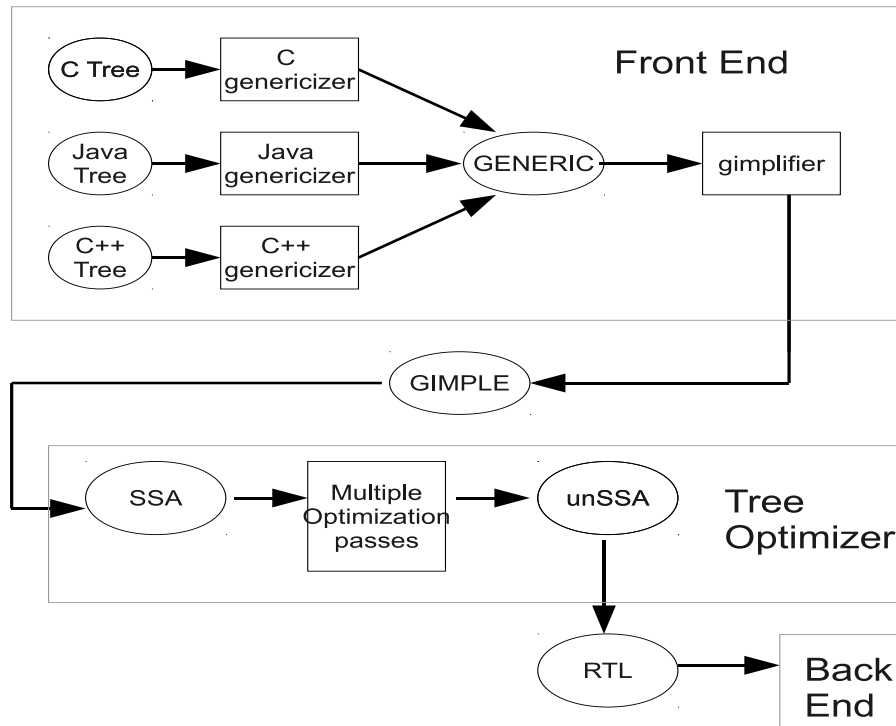 Front End
C Tree
C
genericizer
Java
Tree
Java
genericizer
GENERIC
gimplifier
C++
Tree
C++
genericizer
GIMPLE
SSA
Multiple
Optimization
passes
unSSA
Tree
Optimizer
RTL
Back
End